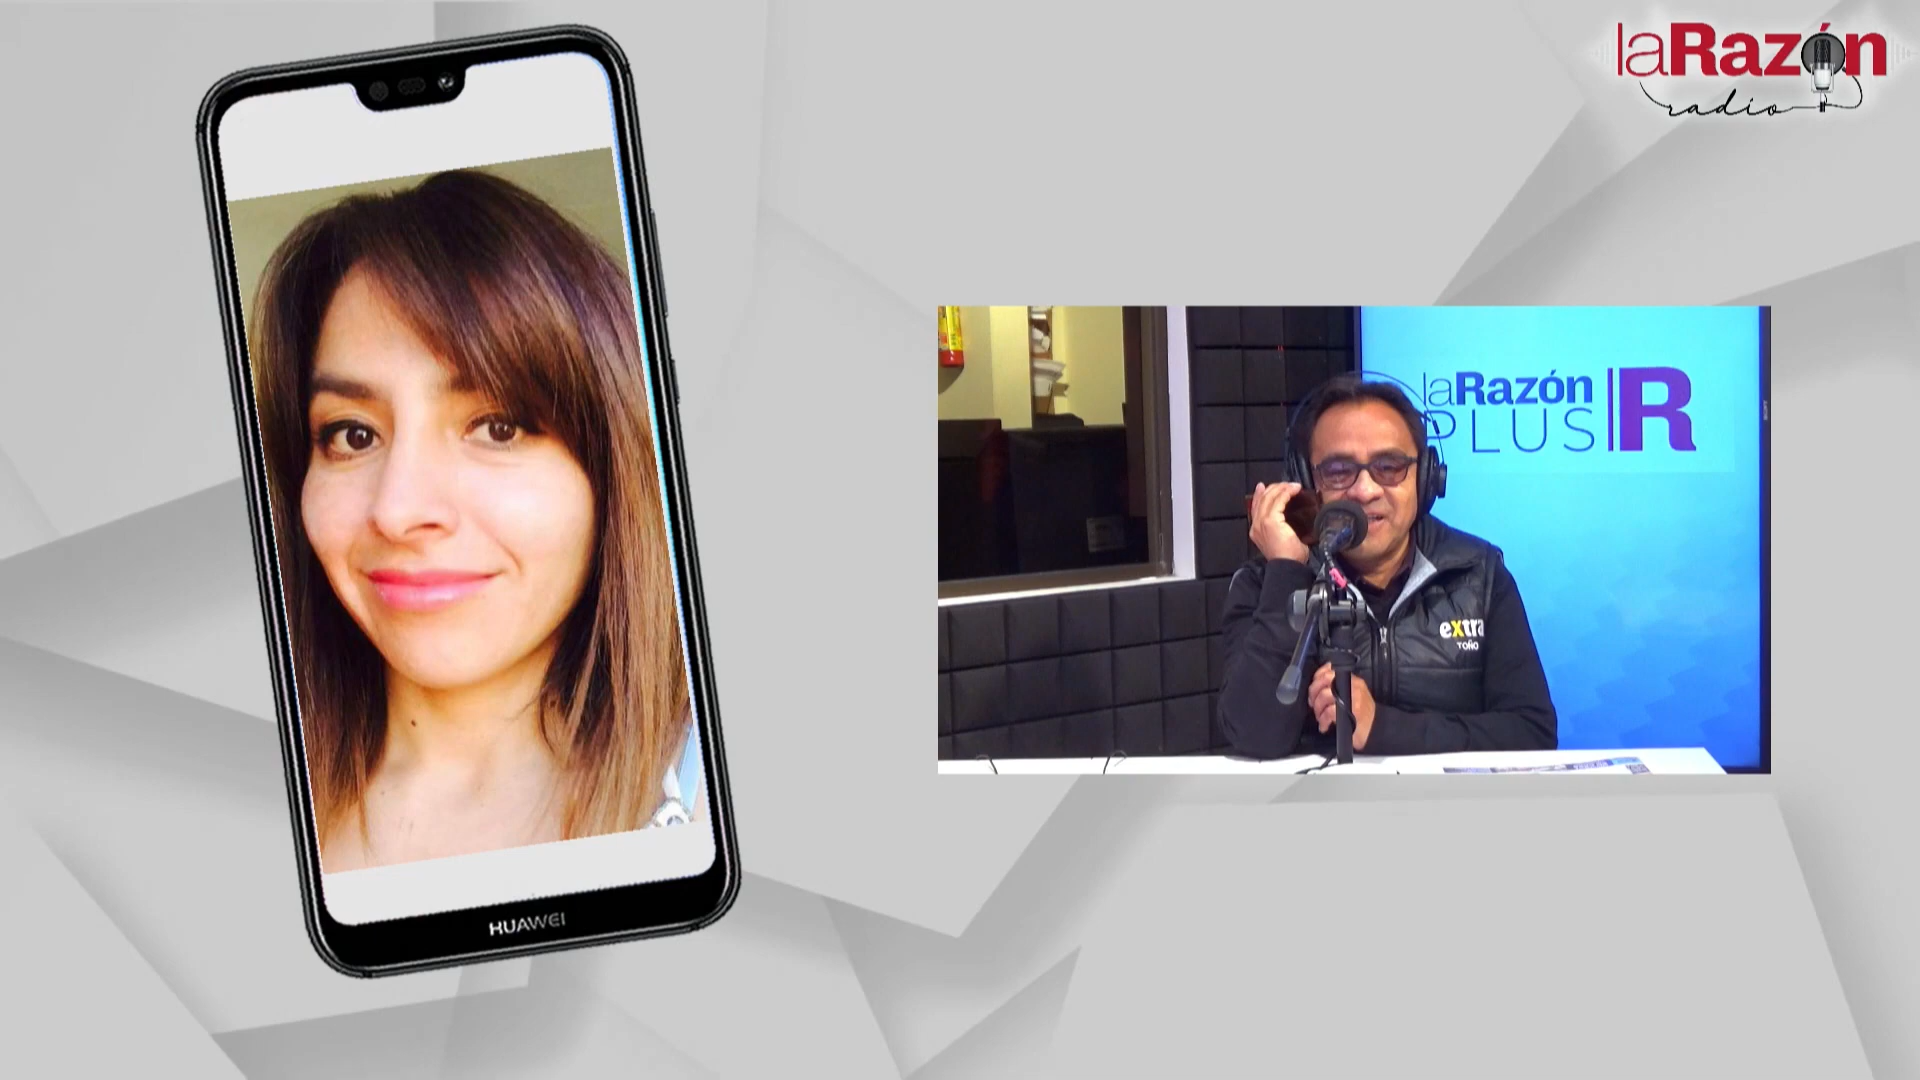 laRazón
radio
laRazón
PLUS
R
extra
TOÑO
HUAWEI